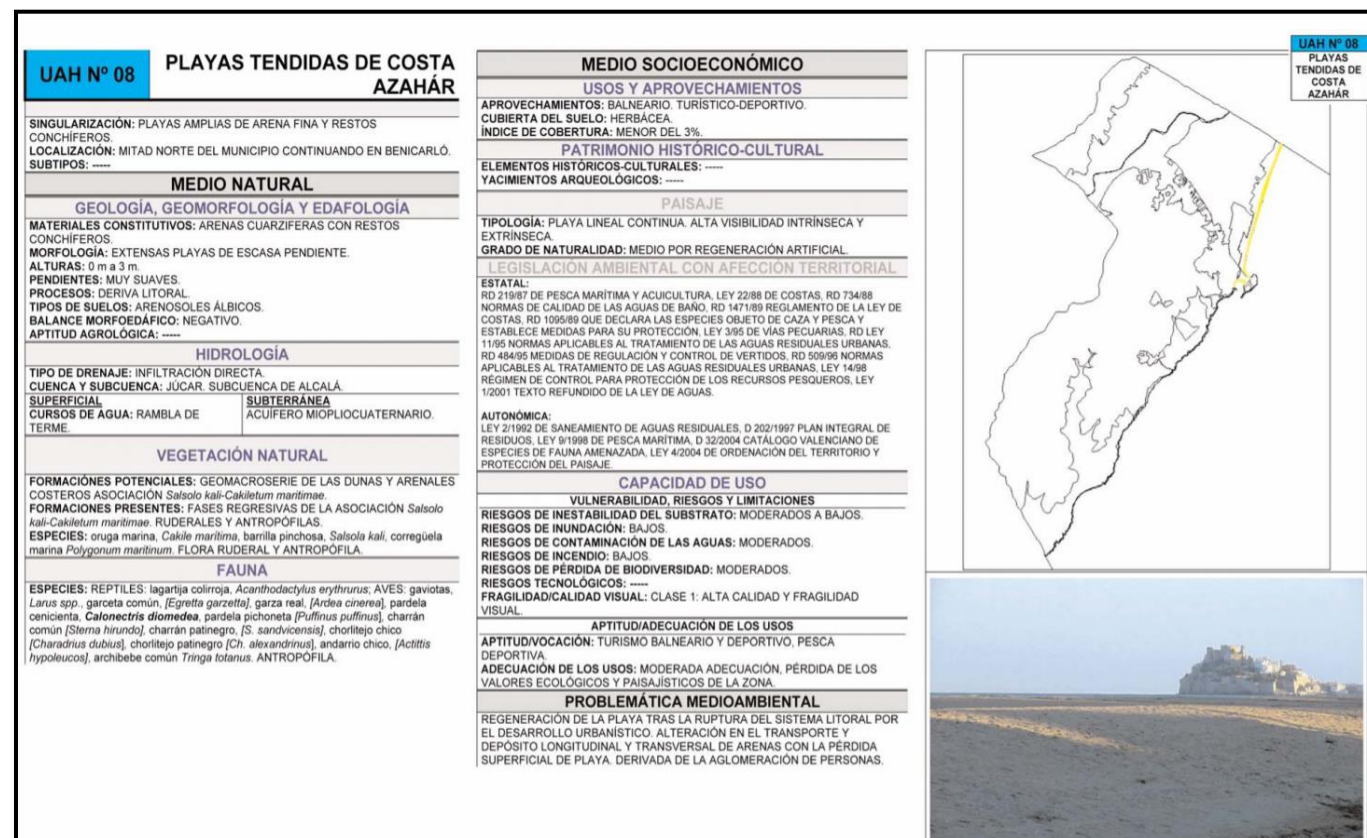 UAH Nº 08
PLAYAS TENDIDAS DE COSTA
AZAHÁR
SINGULARIZACIÓN: PLAYAS AMPLIAS DE ARENA FINA Y RESTOS
CONCHÍFEROS.
LOCALIZACIÓN: MITAD NORTE DEL MUNICIPIO CONTINUANDO EN BENICARLÓ.
SUBTIPOS: -----
MEDIO NATURAL
GEOLOGÍA, GEOMORFOLOGÍA Y EDAFOLOGÍA
MATERIALES CONSTITUTIVOS: ARENAS CUARZIFERAS CON RESTOS
CONCHÍFEROS.
MORFOLOGÍA: EXTENSAS PLAYAS DE ESCASA PENDIENTE.
ALTURAS: 0 m a 3 m.
PENDIENTES: MUY SUAVES.
PROCESOS: DERIVA LITORAL.
TIPOS DE SUELOS: ARENOSOLES ÁLBICOS.
BALANCE MORFOEDÁFICO: NEGATIVO.
APTITUD AGROLÓGICA: -----
HIDROLOGÍA
TIPO DE DRENAJE: INFILTRACIÓN DIRECTA.
CUENCA Y SUBCUENCA: JÚCAR. SUBCUENCA DE ALCALÁ.
SUPERFICIAL
CURSOS DE AGUA: RAMBLA DE
TERME.
SUBTERRÁNEA
ACUÍFERO MIOPLIOCUATERNARIO.
VEGETACIÓN NATURAL
FORMACIÓNES POTENCIALES: GEOMACROSERIE DE LAS DUNAS Y ARENALES
COSTEROS ASOCIACIÓN Salsolo kali-Cakiletum maritimae.
FORMACIONES PRESENTES: FASES REGRESIVAS DE LA ASOCIACIÓN Salsolo
kali-Cakiletum maritimae. RUDERALES Y ANTROPÓFILAS.
ESPECIES: oruga marina, Cakile marítima, barrilla pinchosa, Salsola kali, corregüela
marina Polygonum maritinum. FLORA RUDERAL Y ANTROPÓFILA.
FAUNA
ESPECIES: REPTILES: lagartija colirroja, Acanthodactylus erythrurus; AVES: gaviotas,
Larus spp., garceta común, [Egretta garzetta], garza real, [Ardea cinerea], pardela
cenicienta, Calonectris diomedea, pardela pichoneta [Puffinus puffinus], charrán
común [Sterna hirundo], charrán patinegro, [S. sandvicensis], chorlitejo chico
[Charadrius dubius], chorlitejo patinegro [Ch. alexandrinus], andarrio chico, [Actittis
hypoleucos], archibebe común Tringa totanus. ANTROPÓFILA.
MEDIO SOCIOECONÓMICO
USOS Y APROVECHAMIENTOS
APROVECHAMIENTOS: BALNEARIO. TURÍSTICO-DEPORTIVO.
CUBIERTA DEL SUELO: HERBÁCEA.
ÍNDICE DE COBERTURA: MENOR DEL 3%.
PATRIMONIO HISTÓRICO-CULTURAL
ELEMENTOS HISTÓRICOS-CULTURALES: -----
YACIMIENTOS ARQUEOLÓGICOS: -----
PAISAJE
TIPOLOGÍA: PLAYA LINEAL CONTINUA. ALTA VISIBILIDAD INTRÍNSECA Y
EXTRÍNSECA.
GRADO DE NATURALIDAD: MEDIO POR REGENERACIÓN ARTIFICIAL.
LEGISLACIÓN AMBIENTAL CON AFECCIÓN TERRITORIAL
ESTATAL:
RD 219/87 DE PESCA MARÍTIMA Y ACUICULTURA, LEY 22/88 DE COSTAS, RD 734/88
NORMAS DE CALIDAD DE LAS AGUAS DE BAÑO, RD 1471/89 REGLAMENTO DE LA LEY DE
COSTAS, RD 1095/89 QUE DECLARA LAS ESPECIES OBJETO DE CAZA Y PESCA Y
ESTABLECE MEDIDAS PARA SU PROTECCIÓN, LEY 3/95 DE VÍAS PECUARIAS, RD LEY
11/95 NORMAS APLICABLES AL TRATAMIENTO DE LAS AGUAS RESIDUALES URBANAS,
RD 484/95 MEDIDAS DE REGULACIÓN Y CONTROL DE VERTIDOS, RD 509/96 NORMAS
APLICABLES AL TRATAMIENTO DE LAS AGUAS RESIDUALES URBANAS, LEY 14/98
RÉGIMEN DE CONTROL PARA PROTECCIÓN DE LOS RECURSOS PESQUEROS, LEY
1/2001 TEXTO REFUNDIDO DE LA LEY DE AGUAS.
AUTONÓMICA:
LEY 2/1992 DE SANEAMIENTO DE AGUAS RESIDUALES, D 202/1997 PLAN INTEGRAL DE
RESIDUOS, LEY 9/1998 DE PESCA MARÍTIMA, D 32/2004 CATÁLOGO VALENCIANO DE
ESPECIES DE FAUNA AMENAZADA, LEY 4/2004 DE ORDENACIÓN DEL TERRITORIO Y
PROTECCIÓN DEL PAISAJE.
CAPACIDAD DE USO
VULNERABILIDAD, RIESGOS Y LIMITACIONES
RIESGOS DE INESTABILIDAD DEL SUBSTRATO: MODERADOS A BAJOS.
RIESGOS DE INUNDACIÓN: BAJOS.
RIESGOS DE CONTAMINACIÓN DE LAS AGUAS: MODERADOS.
RIESGOS DE INCENDIO: BAJOS.
RIESGOS DE PÉRDIDA DE BIODIVERSIDAD: MODERADOS.
RIESGOS TECNOLÓGICOS: -----
FRAGILIDAD/CALIDAD VISUAL: CLASE 1: ALTA CALIDAD Y FRAGILIDAD
VISUAL.
APTITUD/ADECUACIÓN DE LOS USOS
APTITUD/VOCACIÓN: TURISMO BALNEARIO Y DEPORTIVO, PESCA
DEPORTIVA.
ADECUACIÓN DE LOS USOS: MODERADA ADECUACIÓN, PÉRDIDA DE LOS
VALORES ECOLÓGICOS Y PAISAJÍSTICOS DE LA ZONA.
PROBLEMÁTICA MEDIOAMBIENTAL
REGENERACIÓN DE LA PLAYA TRAS LA RUPTURA DEL SISTEMA LITORAL POR
EL DESARROLLO URBANÍSTICO. ALTERACIÓN EN EL TRANSPORTE Y
DEPÓSITO LONGITUDINAL Y TRANSVERSAL DE ARENAS CON LA PÉRDIDA
SUPERFICIAL DE PLAYA. DERIVADA DE LA AGLOMERACIÓN DE PERSONAS.
UAH Nº 08
PLAYAS
TENDIDAS DE
COSTA
AZAHÁR